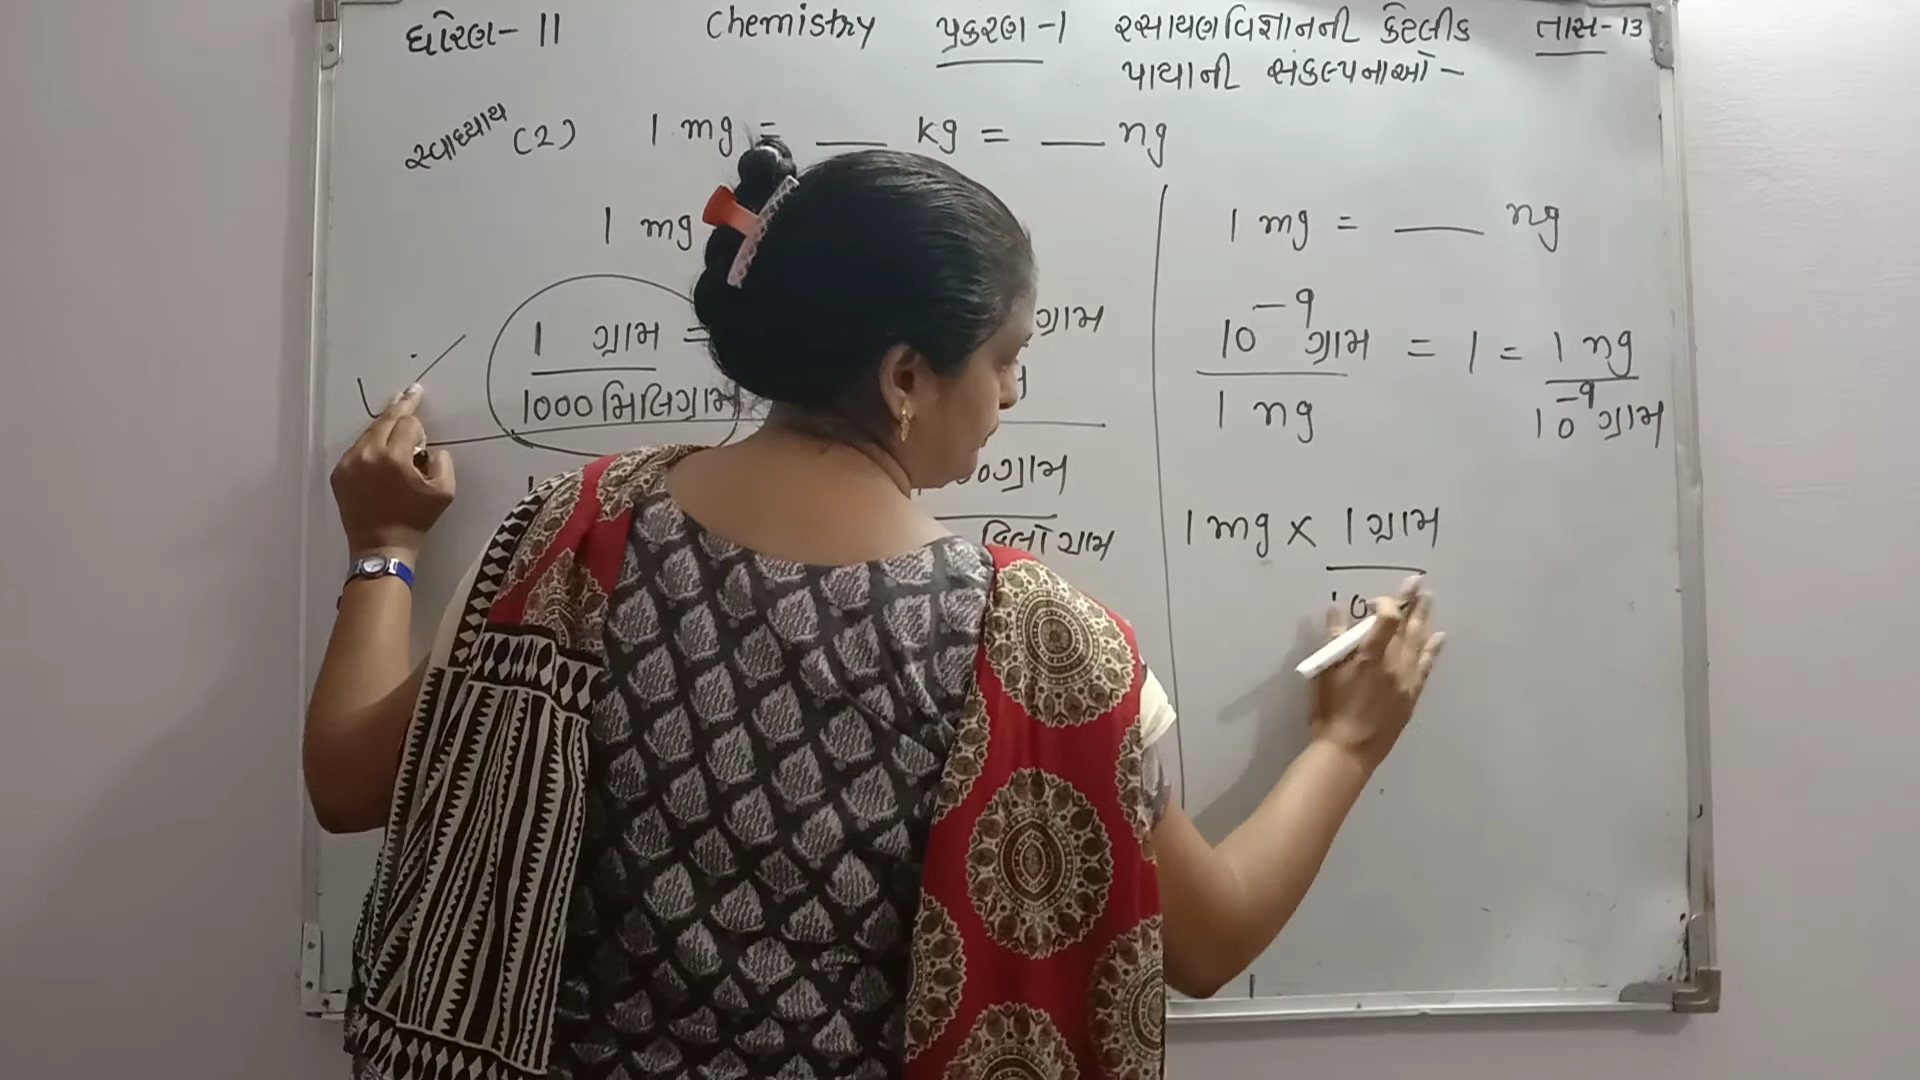 ધોરણ- 11 Chemistry પ્રકરણ -1 રસાયણવિજ્ઞાનની કેટલીક તાસ-13
પાયાની સંકલ્પનાઓ -
સ્વાધ્યાય (2) 1 mg = ___ kg = ___ ng
1 mg
1 ગ્રામ =
1000 મિલિગ્રામ
ગ્રામ
ગ્રામ
કિલોગ્રામ
1 mg = ___ ng
10⁻⁹ ગ્રામ = 1 = 1 ng
1 ng 10⁻⁹ ગ્રામ
1 mg x 1 ગ્રામ
10